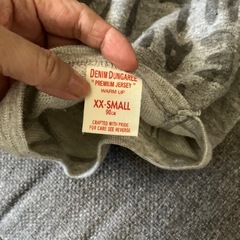 DENIM DUNGAREE
"PREMIUM JERSEY"
WARM UP
XX-SMALL
90cm
CRAFTED WITH PRIDE
FOR CARE SEE REVERSE